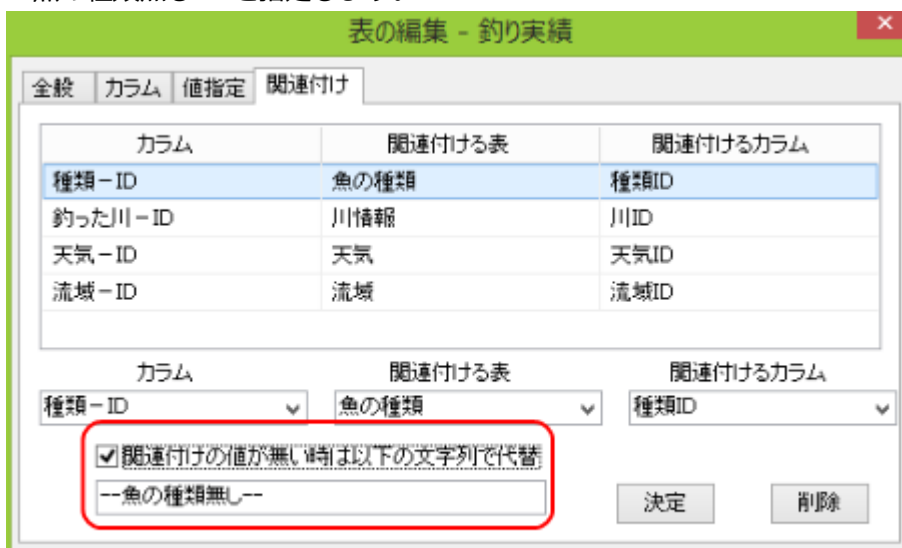 表の編集 - 釣り実績
全般 カラム 値指定 関連付け
カラム 関連付ける表 関連付けるカラム
種類－ID 魚の種類 種類ID
釣った川－ID 川情報 川ID
天気－ID 天気 天気ID
流域－ID 流域 流域ID
カラム 関連付ける表 関連付けるカラム
種類－ID 魚の種類 種類ID
関連付けの値が無い時は以下の文字列で代替
--魚の種類無し--
決定 削除